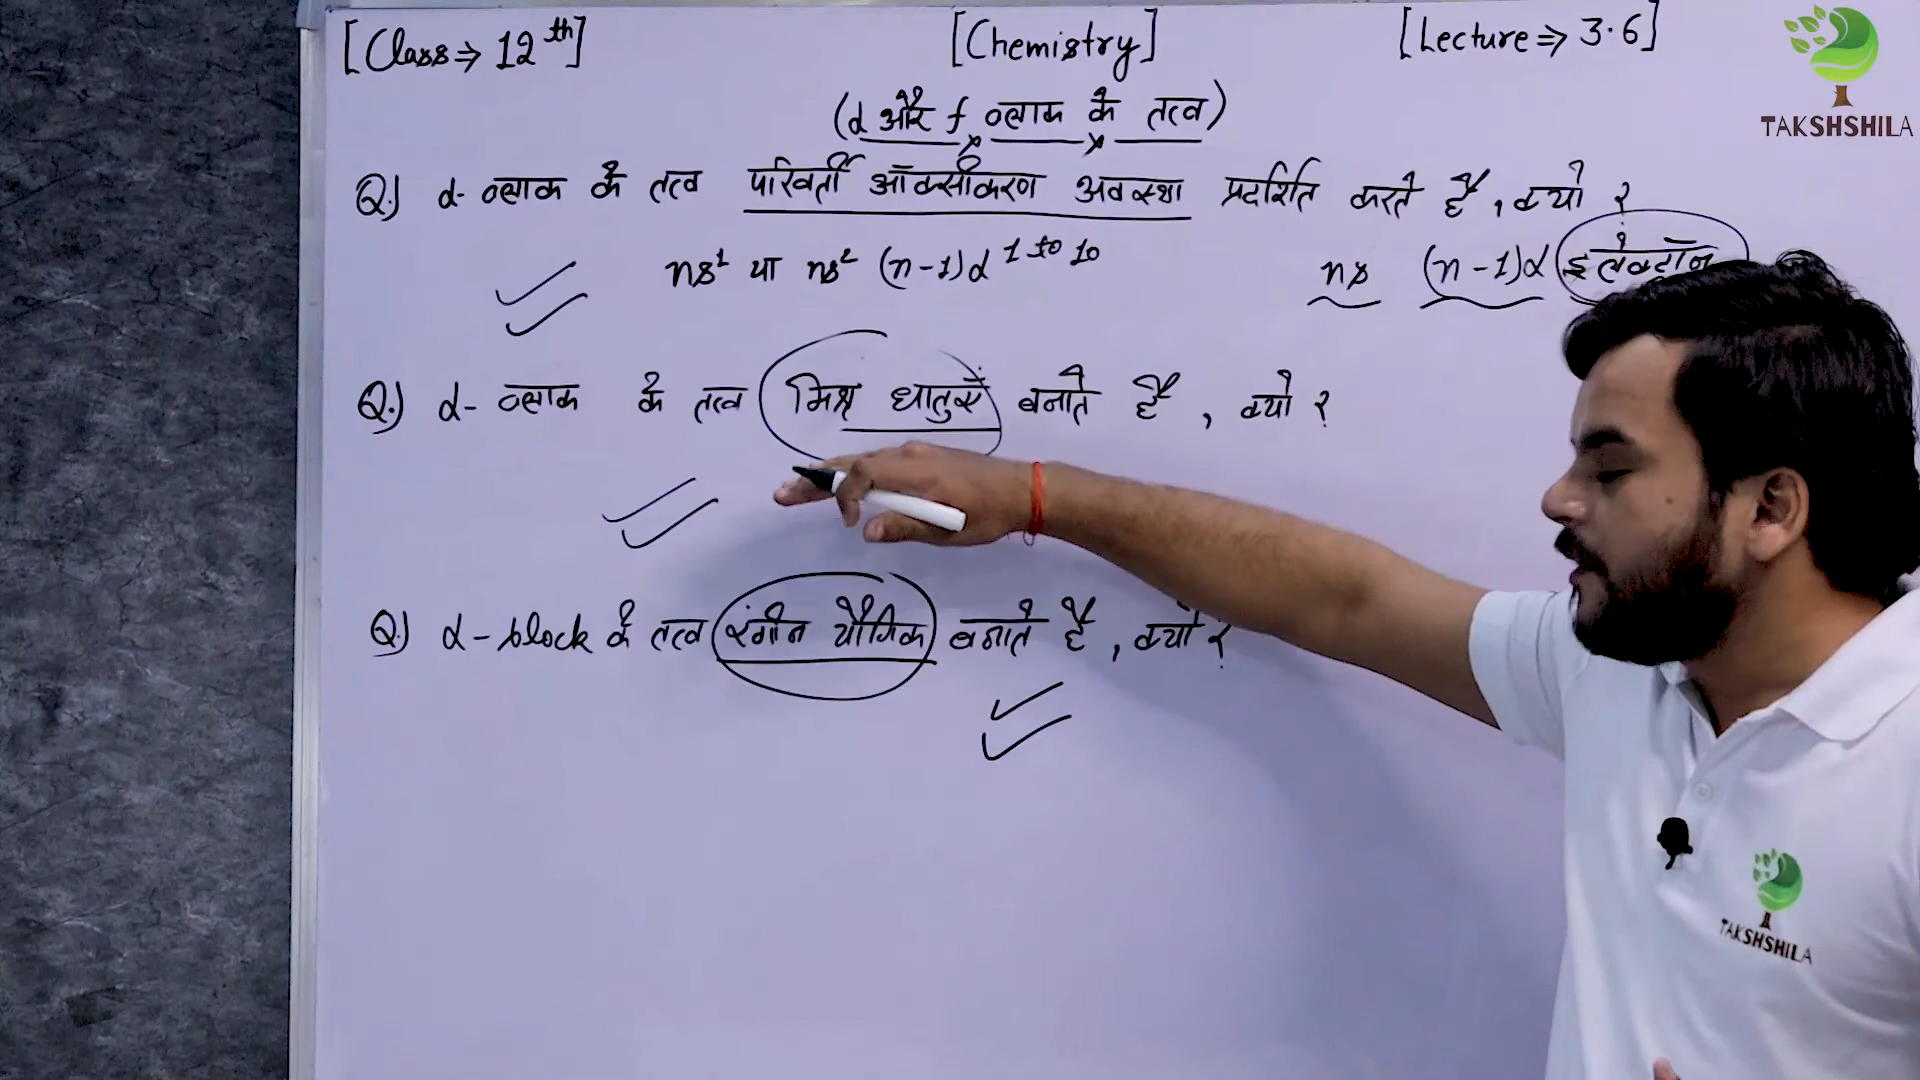 [Class ⇒ 12th] [Chemistry] [Lecture ⇒ 3.6]
TAKSHSHILA
(d और f ब्लाक के तत्व)
Q.) d- ब्लाक के तत्व परिवर्ती ऑक्सीकरण अवस्था प्रदर्शित करते हैं, क्यों ?
ns¹ या ns² (n-1)d 1 to 10 ns (n-1)d इलेक्ट्रॉन
Q.) d- ब्लाक के तत्व मिश्र धातुएँ बनाते हैं, क्यो ?
Q.) d-block के तत्व रंगीन यौगिक बनाते हैं, क्यों ?
TAKSHSHILA